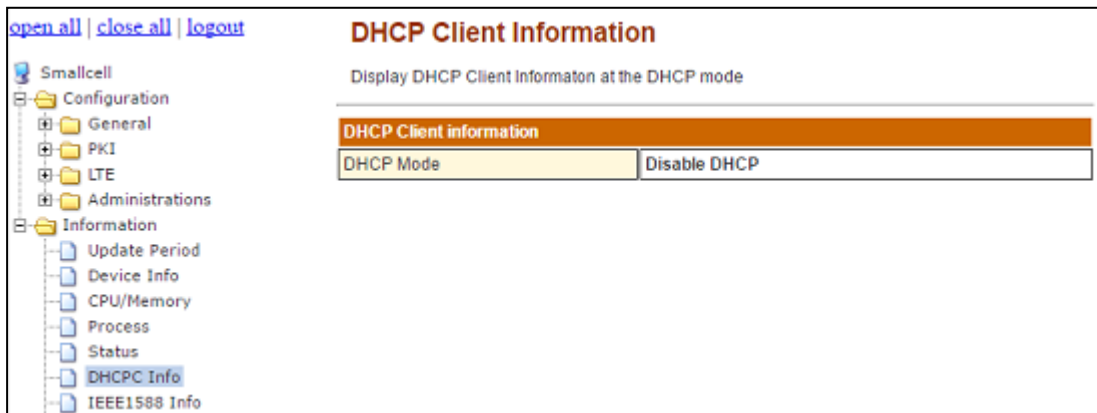 open all | close all | logout
Smallcell
Configuration
General
PKI
LTE
Administrations
Information
Update Period
Device Info
CPU/Memory
Process
Status
DHCPC Info
IEEE1588 Info
DHCP Client Information
Display DHCP Client Informaton at the DHCP mode
DHCP Client information
DHCP Mode Disable DHCP